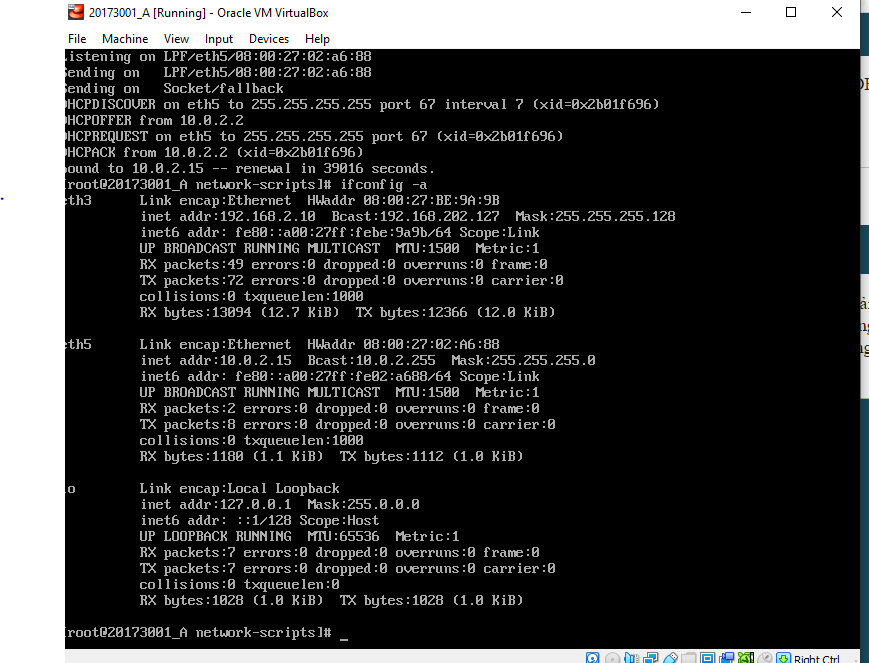 20173001_A [Running] - Oracle VM VirtualBox
File Machine View Input Devices Help
Listening on LPF/eth5/08:00:27:02:a6:88
Sending on   LPF/eth5/08:00:27:02:a6:88
Sending on   Socket/fallback
DHCPDISCOVER on eth5 to 255.255.255.255 port 67 interval 7 (xid=0x2b01f696)
DHCPOFFER from 10.0.2.2
DHCPREQUEST on eth5 to 255.255.255.255 port 67 (xid=0x2b01f696)
DHCPACK from 10.0.2.2 (xid=0x2b01f696)
bound to 10.0.2.15 -- renewal in 39016 seconds.
[root@20173001_A network-scripts]# ifconfig -a
eth3      Link encap:Ethernet  HWaddr 08:00:27:BE:9A:9B
          inet addr:192.168.2.10  Bcast:192.168.202.127  Mask:255.255.255.128
          inet6 addr: fe80::a00:27ff:febe:9a9b/64 Scope:Link
          UP BROADCAST RUNNING MULTICAST  MTU:1500  Metric:1
          RX packets:49 errors:0 dropped:0 overruns:0 frame:0
          TX packets:72 errors:0 dropped:0 overruns:0 carrier:0
          collisions:0 txqueuelen:1000
          RX bytes:13094 (12.7 KiB)  TX bytes:12366 (12.0 KiB)
eth5      Link encap:Ethernet  HWaddr 08:00:27:02:A6:88
          inet addr:10.0.2.15  Bcast:10.0.2.255  Mask:255.255.255.0
          inet6 addr: fe80::a00:27ff:fe02:a688/64 Scope:Link
          UP BROADCAST RUNNING MULTICAST  MTU:1500  Metric:1
          RX packets:2 errors:0 dropped:0 overruns:0 frame:0
          TX packets:8 errors:0 dropped:0 overruns:0 carrier:0
          collisions:0 txqueuelen:1000
          RX bytes:1180 (1.1 KiB)  TX bytes:1112 (1.0 KiB)
lo        Link encap:Local Loopback
          inet addr:127.0.0.1  Mask:255.0.0.0
          inet6 addr: ::1/128 Scope:Host
          UP LOOPBACK RUNNING  MTU:65536  Metric:1
          RX packets:7 errors:0 dropped:0 overruns:0 frame:0
          TX packets:7 errors:0 dropped:0 overruns:0 carrier:0
          collisions:0 txqueuelen:0
          RX bytes:1028 (1.0 KiB)  TX bytes:1028 (1.0 KiB)
[root@20173001_A network-scripts]# _
Right Ctrl